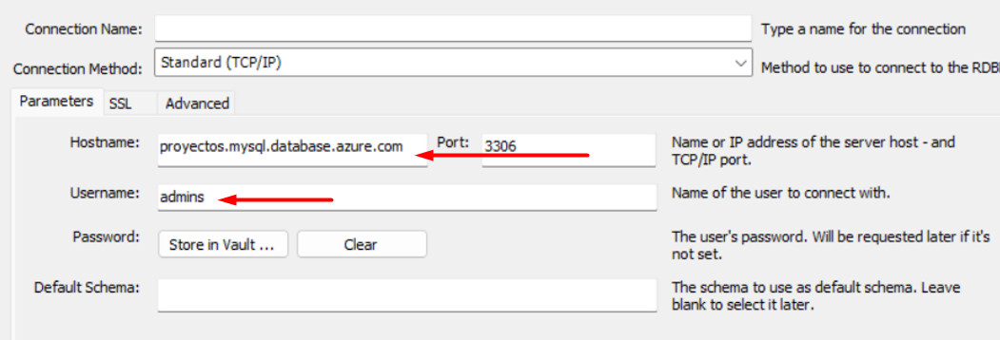 Connection Name:
Type a name for the connection
Connection Method:
Standard (TCP/IP)
Method to use to connect to the RDB
Parameters
SSL
Advanced
Hostname:
proyectos.mysql.database.azure.com
Port:
3306
Name or IP address of the server host - and
TCP/IP port.
Username:
admins
Name of the user to connect with.
Password:
Store in Vault ...
Clear
The user's password. Will be requested later if it's
not set.
Default Schema:
The schema to use as default schema. Leave
blank to select it later.